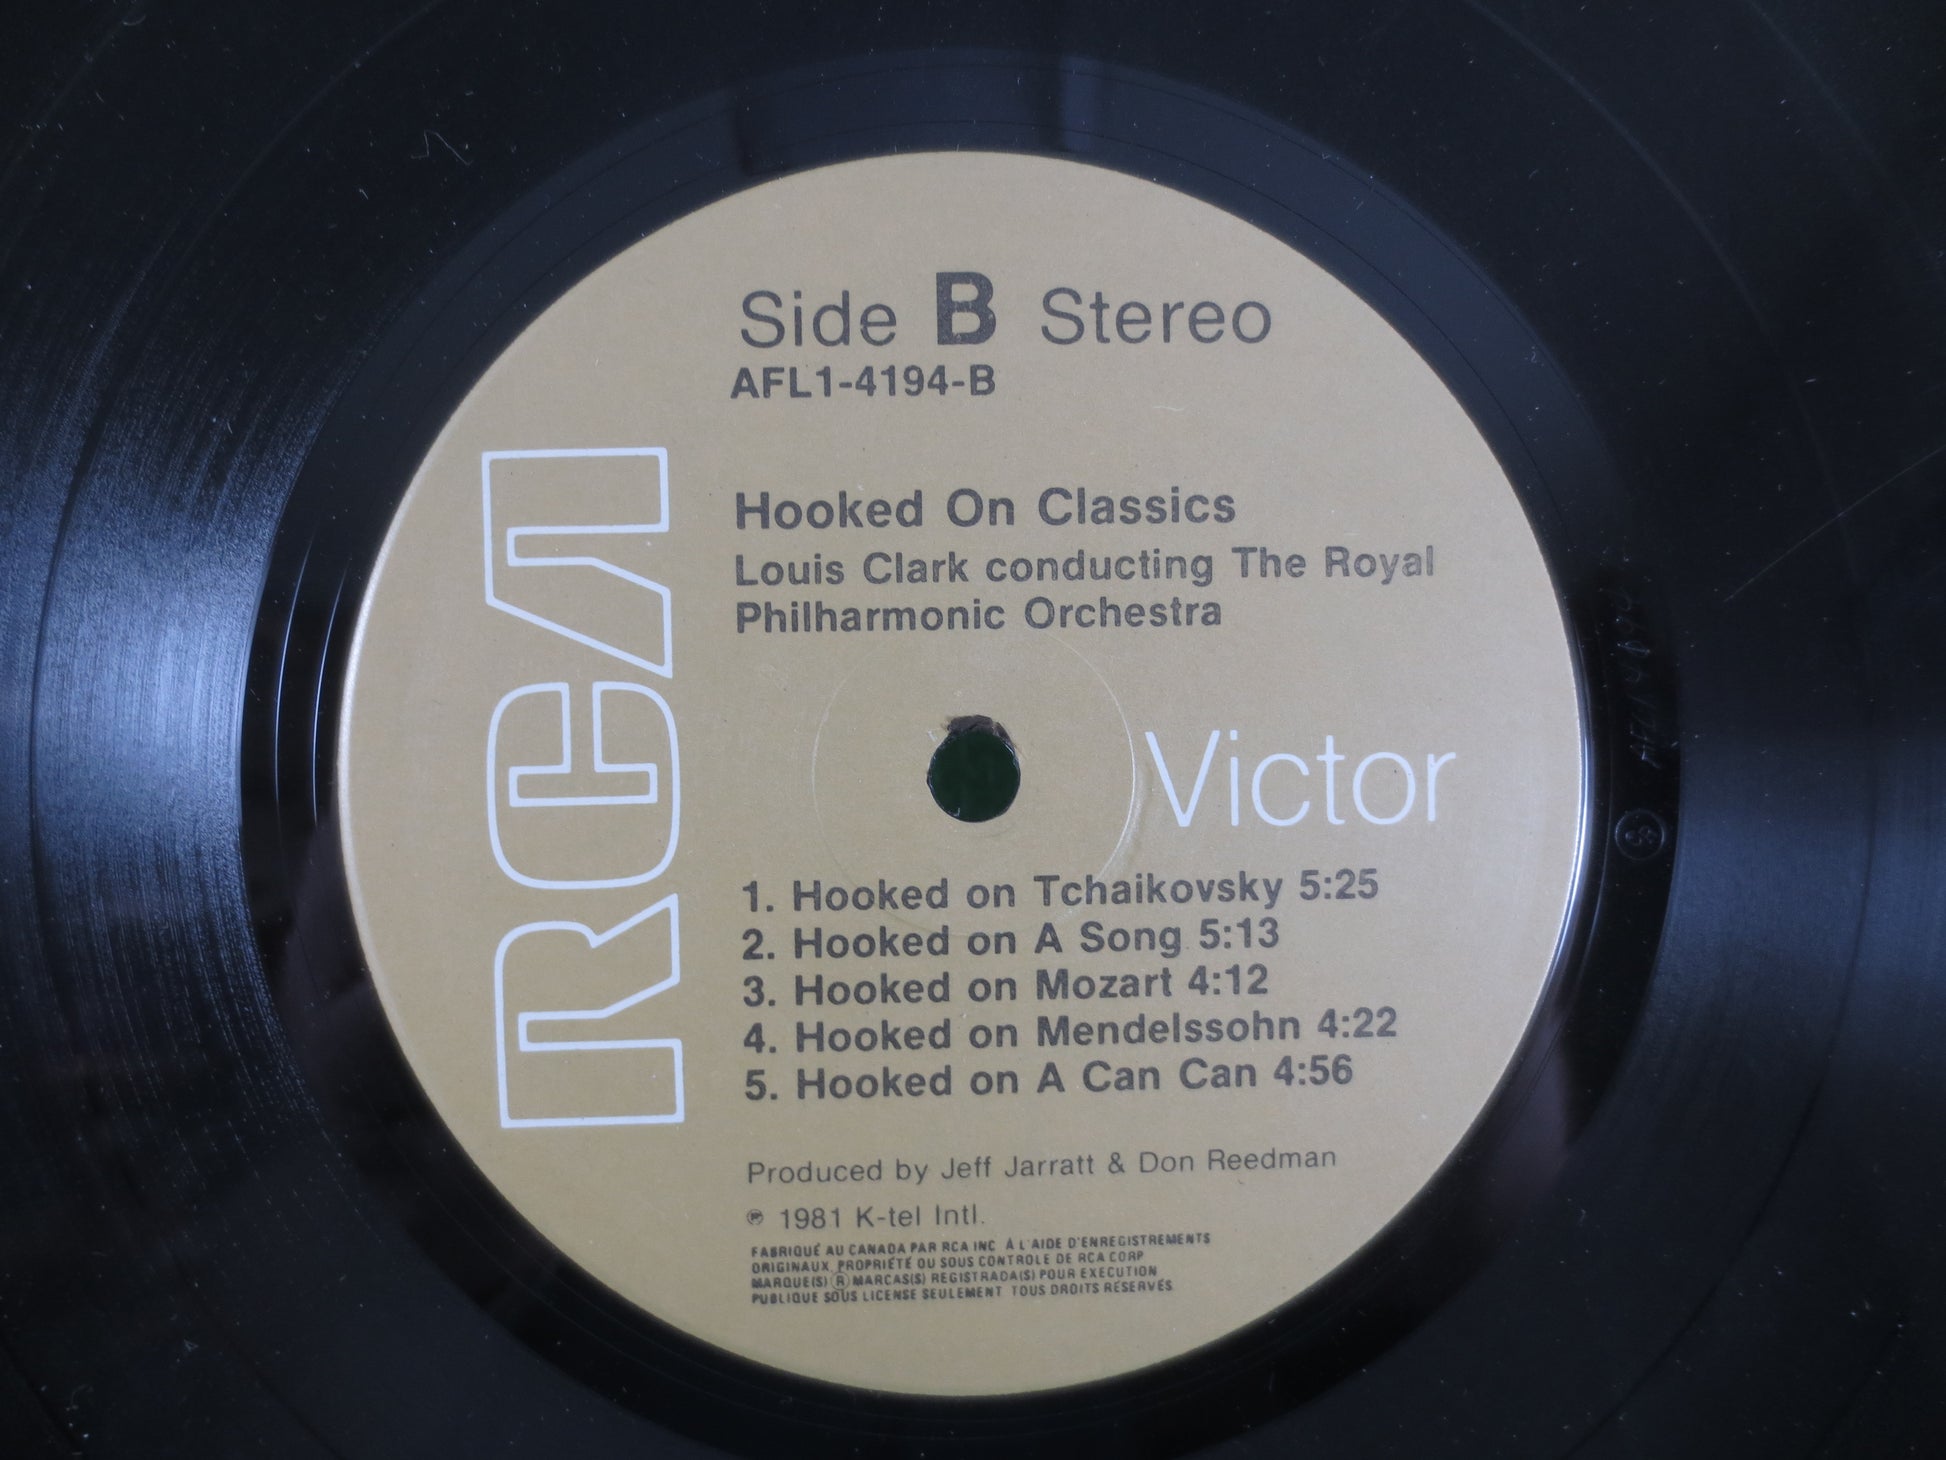 Side B Stereo
AFL1-4194-B
Hooked On Classics
Louis Clark conducting The Royal
Philharmonic Orchestra
RCA
Victor
1. Hooked on Tchaikovsky 5:25
2. Hooked on A Song 5:13
3. Hooked on Mozart 4:12
4. Hooked on Mendelssohn 4:22
5. Hooked on A Can Can 4:56
Produced by Jeff Jarratt & Don Reedman
℗ 1981 K-tel Intl.
FABRIQUÉ AU CANADA PAR RCA INC À L'AIDE D'ENREGISTREMENTS
ORIGINAUX PROPRIÉTÉ OU SOUS CONTROLE DE RCA CORP
MARQUE(S) ® MARCAS(S) REGISTRADA(S) POUR EXECUTION
PUBLIQUE SOUS LICENSE SEULEMENT TOUS DROITS RÉSERVÉS